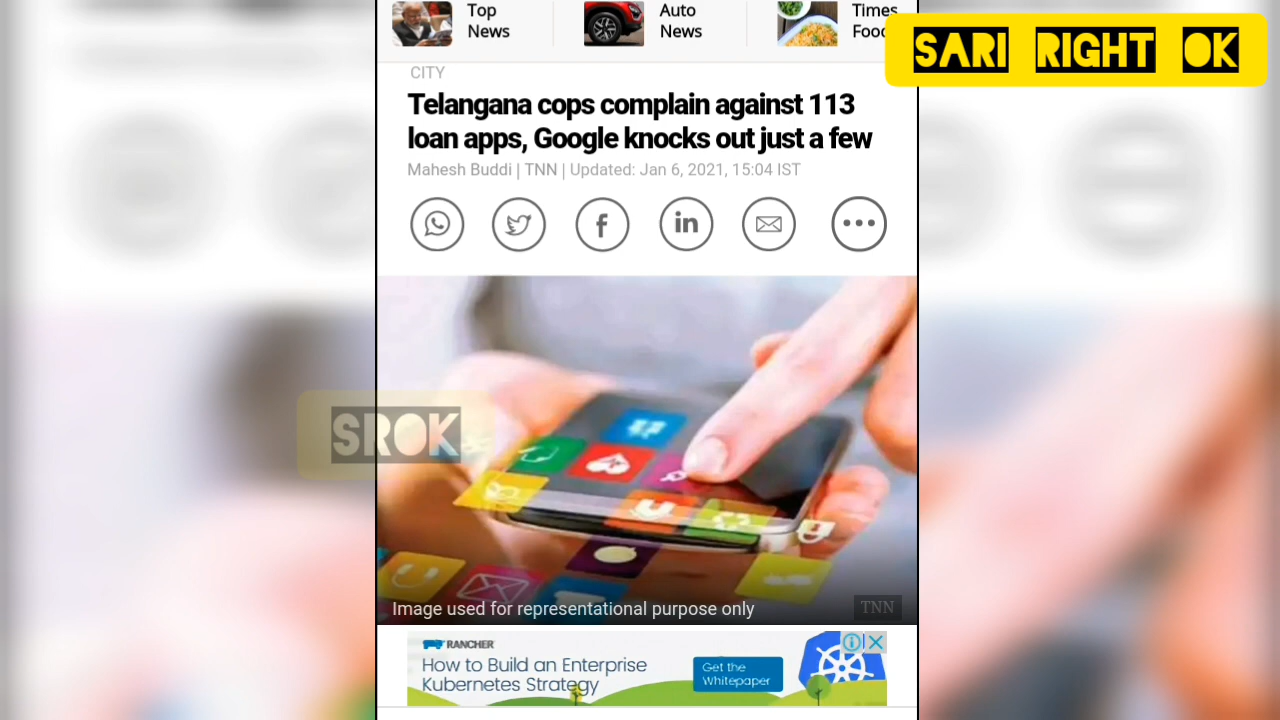 Top
News
Auto
News
Times
Foo
SARI RIGHT OK
CITY
Telangana cops complain against 113
loan apps, Google knocks out just a few
Mahesh Buddi | TNN | Updated: Jan 6, 2021, 15:04 IST
SROK
Image used for representational purpose only
TNN
RANCHER
How to Build an Enterprise
Kubernetes Strategy
Get the
Whitepaper